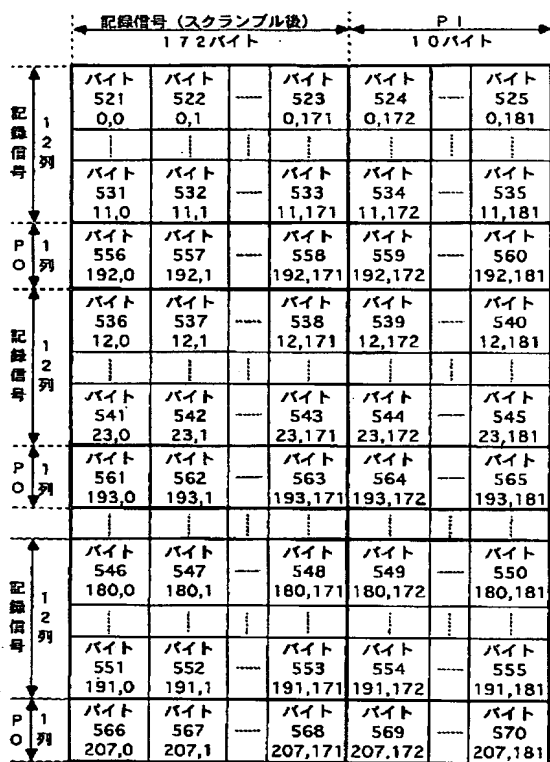 記録信号(スクランブル後) PI
172バイト 10バイト
記録信号 12列
バイト バイト バイト バイト バイト
521 522 523 524 525
0,0 0,1 0,171 0,172 0,181
バイト バイト バイト バイト バイト
531 532 533 534 535
11,0 11,1 11,171 11,172 11,181
PO 1列
バイト バイト バイト バイト バイト
556 557 558 559 560
192,0 192,1 192,171 192,172 192,181
記録信号 12列
バイト バイト バイト バイト バイト
536 537 538 539 540
12,0 12,1 12,171 12,172 12,181
バイト バイト バイト バイト バイト
541 542 543 544 545
23,0 23,1 23,171 23,172 23,181
PO 1列
バイト バイト バイト バイト バイト
561 562 563 564 565
193,0 193,1 193,171 193,172 193,181
記録信号 12列
バイト バイト バイト バイト バイト
546 547 548 549 550
180,0 180,1 180,171 180,172 180,181
バイト バイト バイト バイト バイト
551 552 553 554 555
191,0 191,1 191,171 191,172 191,181
PO 1列
バイト バイト バイト バイト バイト
566 567 568 569 570
207,0 207,1 207,171 207,172 207,181